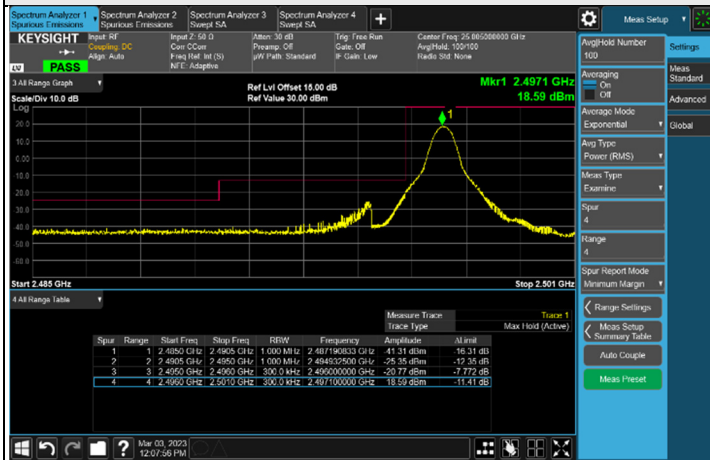 Spectrum Analyzer 1
Spurious Emissions
Spectrum Analyzer 2
Spurious Emissions
Spectrum Analyzer 3
Swept SA
Spectrum Analyzer 4
Swept SA
+
Meas Setup
KEYSIGHT
LXI
PASS
Input: RF
Coupling: DC
Align: Auto
Input Z: 50 Ω
Corr CCorr
Freq Ref: Int (S)
NFE: Adaptive
Atten: 30 dB
Preamp: Off
µW Path: Standard
Trig: Free Run
Gate: Off
IF Gain: Low
Center Freq: 25.005000000 GHz
Avg|Hold: 100/100
Radio Std: None
3 All Range Graph
Scale/Div 10.0 dB
Ref Lvl Offset 15.00 dB
Ref Value 30.00 dBm
Mkr1 2.4971 GHz
18.59 dBm
Log
20.0
10.0
0.00
10.0
20.0
30.0
40.0
50.0
60.0
1
Start 2.485 GHz
Stop 2.501 GHz
4 All Range Table
Measure Trace Trace 1
Trace Type Max Hold (Active)
Spur Range Start Freq Stop Freq RBW Frequency Amplitude ΔLimit
1 1 2.4850 GHz 2.4905 GHz 1.000 MHz 2.487190833 GHz -41.31 dBm -16.31 dB
2 2 2.4905 GHz 2.4950 GHz 1.000 MHz 2.494932500 GHz -25.35 dBm -12.35 dB
3 3 2.4950 GHz 2.4960 GHz 300.0 kHz 2.496000000 GHz -20.77 dBm -7.772 dB
4 4 2.4960 GHz 2.5010 GHz 300.0 kHz 2.497100000 GHz 18.59 dBm -11.41 dB
Avg|Hold Number
100
Averaging
On
Off
Average Mode
Exponential
Avg Type
Power (RMS)
Meas Type
Examine
Spur
4
Range
4
Spur Report Mode
Minimum Margin
Range Settings
Meas Setup
Summary Table
Auto Couple
Meas Preset
Settings
Meas
Standard
Advanced
Global
?
Mar 03, 2023
12:07:56 PM